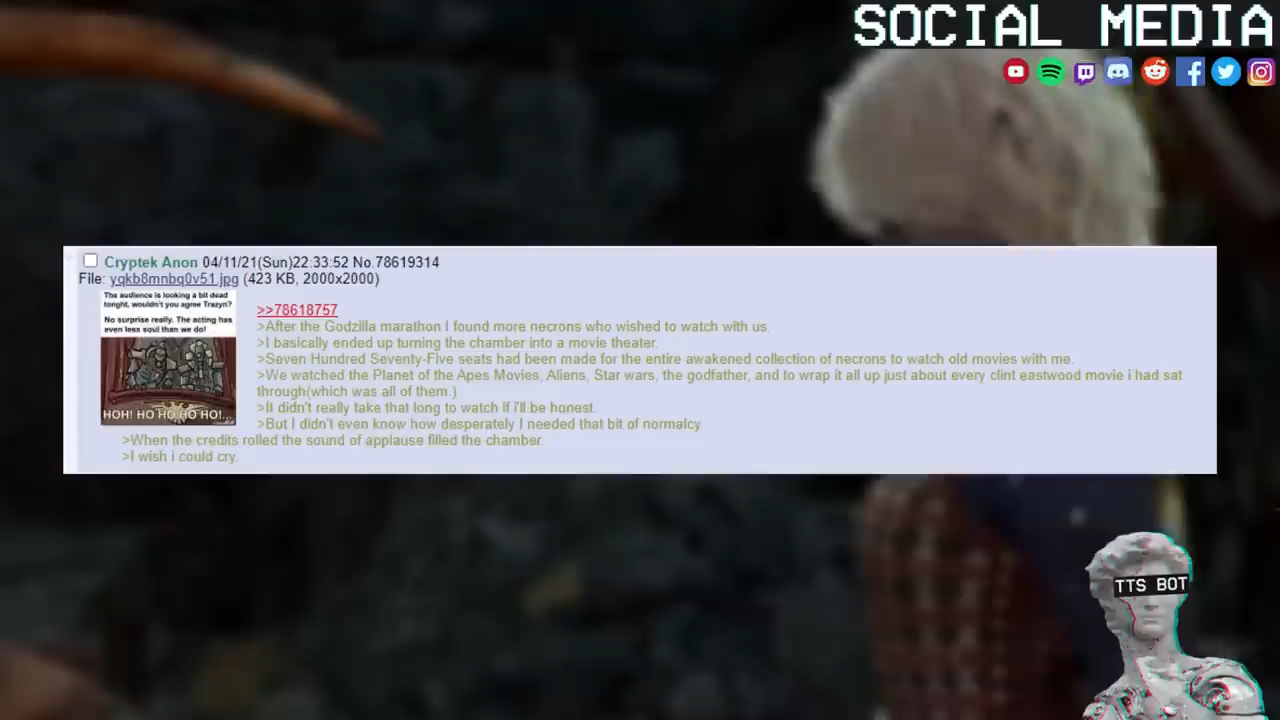 SOCIAL MEDIA
Cryptek Anon 04/11/21(Sun)22:33:52 No.78619314
File: yqkb8mnbq0v51.jpg (423 KB, 2000x2000)
The audience is looking a bit dead
tonght, wouldn't you agree Trazyn?
No surprise really. The acting has
even less soul than we do!
HOH! HO HO HO HO!...
>>78618757
>After the Godzilla marathon I found more necrons who wished to watch with us.
>I basically ended up turning the chamber into a movie theater.
>Seven Hundred Seventy-Five seats had been made for the entire awakened collection of necrons to watch old movies with me.
>We watched the Planet of the Apes Movies, Aliens, Star wars, the godfather, and to wrap it all up just about every clint eastwood movie i had sat
through(which was all of them.)
>It didn't really take that long to watch If i'll be honest.
>But I didn't even know how desperately I needed that bit of normalcy
>When the credits rolled the sound of applause filled the chamber.
>I wish i could cry.
TTS BOT